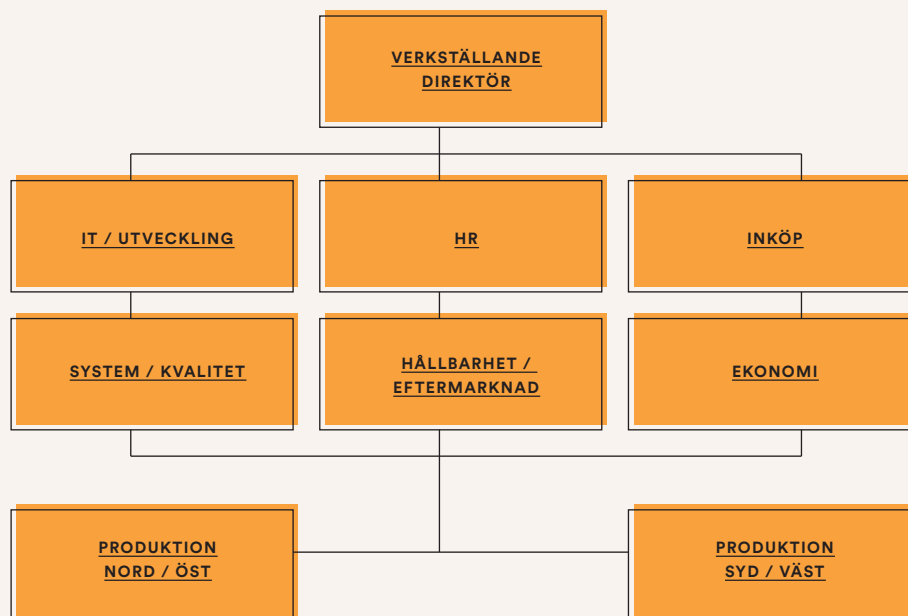 VERKSTÄLLANDE
DIREKTÖR
IT / UTVECKLING
HR
INKÖP
SYSTEM / KVALITET
HÅLLBARHET /
EFTERMARKNAD
EKONOMI
PRODUKTION
NORD / ÖST
PRODUKTION
SYD / VÄST